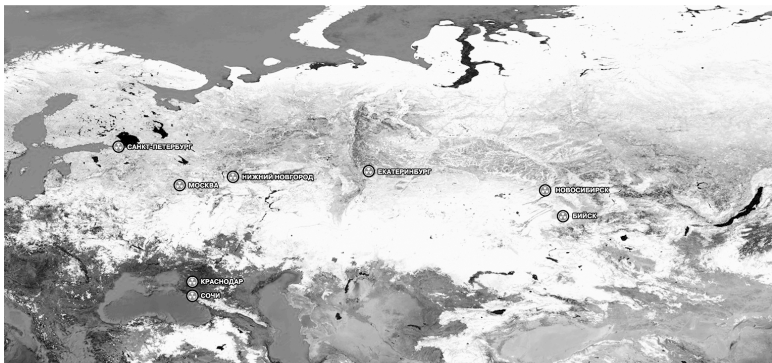 САНКТ-ПЕТЕРБУРГ
ЕКАТЕРИНБУРГ
НИЖНИЙ НОВГОРОД
МОСКВА
НОВОСИБИРСК
БИЙСК
КРАСНОДАР
СОЧИ